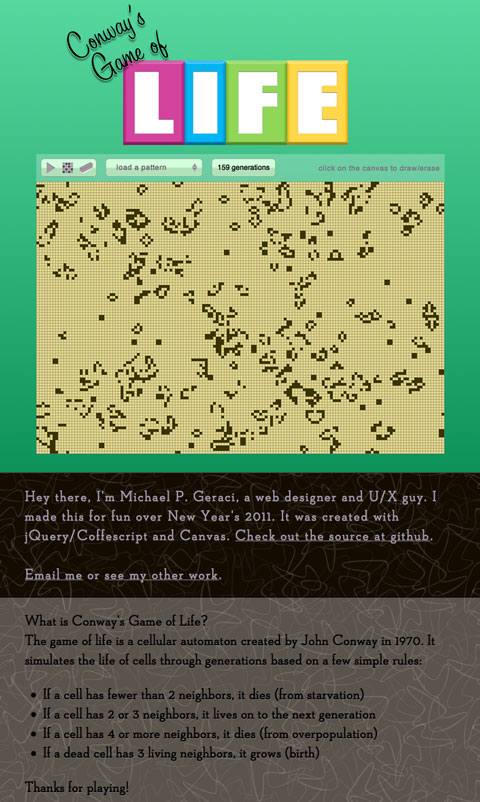 Conway's
Game of
LIFE
load a pattern
159 generations
click on the canvas to draw/erase
Hey there, I'm Michael P. Geraci, a web designer and U/X guy. I
made this for fun over New Year's 2011. It was created with
jQuery/Coffescript and Canvas. Check out the source at github.
Email me or see my other work.
What is Conway's Game of Life?
The game of life is a cellular automaton created by John Conway in 1970. It
simulates the life of cells through generations based on a few simple rules:
• If a cell has fewer than 2 neighbors, it dies (from starvation)
• If a cell has 2 or 3 neighbors, it lives on to the next generation
• If a cell has 4 or more neighbors, it dies (from overpopulation)
• If a dead cell has 3 living neighbors, it grows (birth)
Thanks for playing!